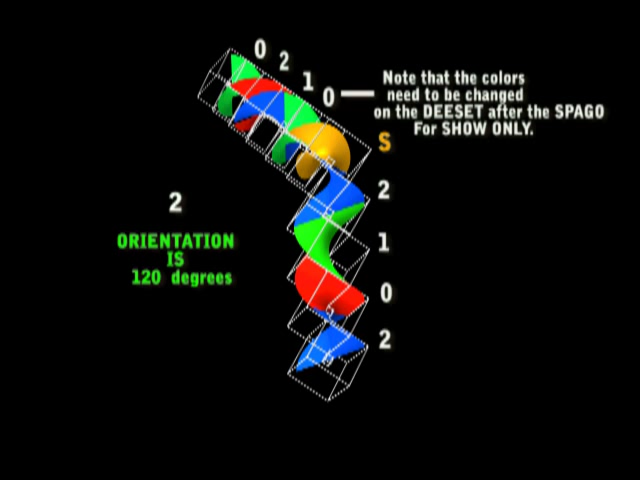 0
2
1
0
Note that the colors
need to be changed
on the DEESET after the SPAGO
For SHOW ONLY.
S
2
2
1
ORIENTATION
IS
120 degrees
0
2